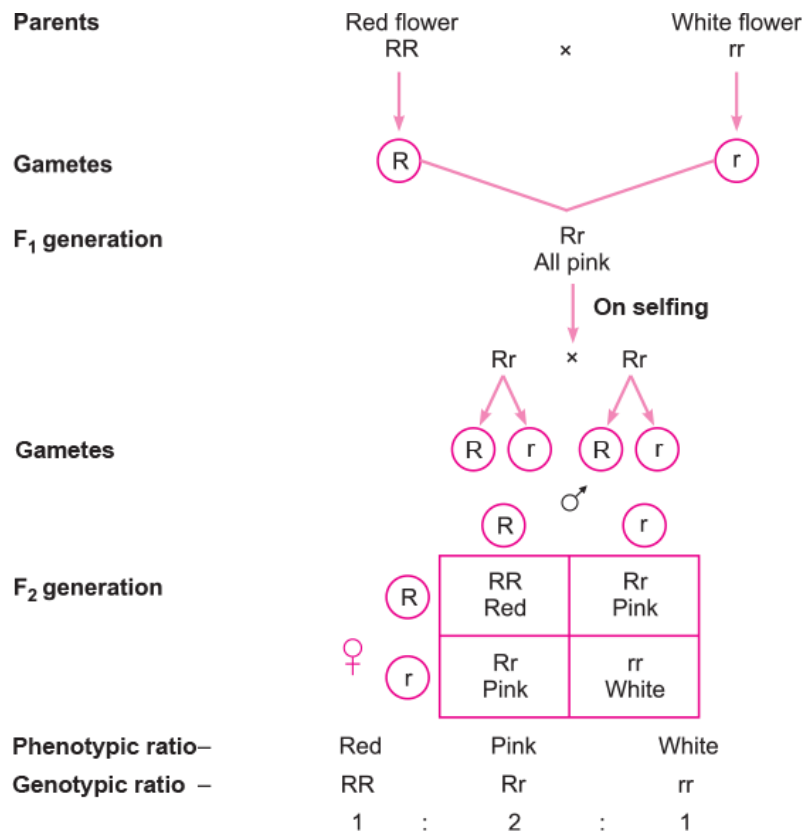 Parents Red flower White flower
RR × rr
Gametes R r
F₁ generation Rr
All pink
On selfing
Rr × Rr
Gametes R r R r
♂
R r
F₂ generation R RR Rr
Red Pink
♀ r Rr rr
Pink White
Phenotypic ratio– Red Pink White
Genotypic ratio – RR Rr rr
1 : 2 : 1